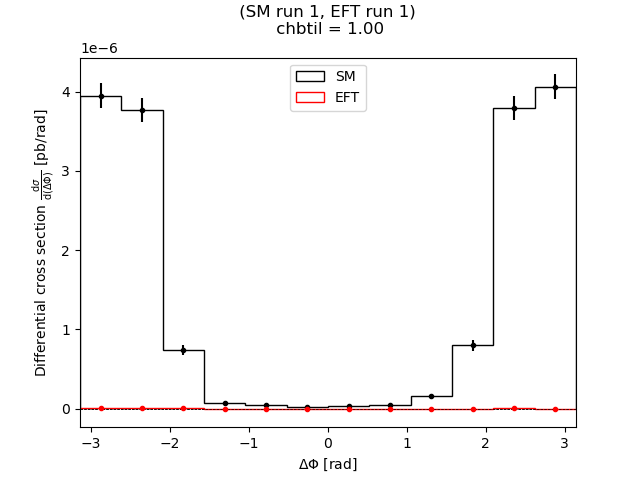 (SM run 1, EFT run 1)
chbtil = 1.00
1e−6
SM
EFT
4
3
2
1
0
Differential cross section dσ/d(ΔΦ) [pb/rad]
−3 −2 −1 0 1 2 3
ΔΦ [rad]